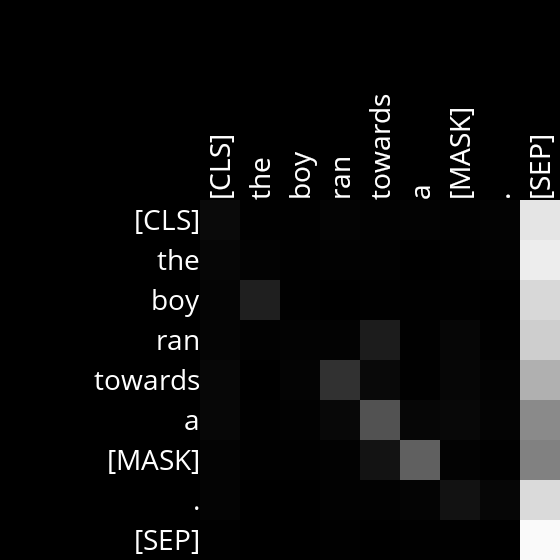 [CLS] the boy ran towards a [MASK] . [SEP]
[CLS]
the
boy
ran
towards
a
[MASK]
.
[SEP]